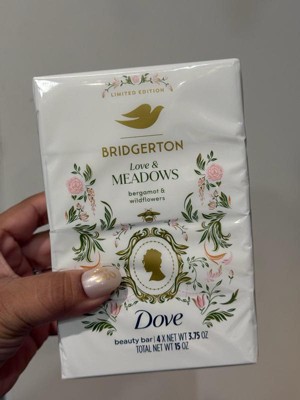 LIMITED EDITION
BRIDGERTON
Love &
MEADOWS
bergamot &
wildflowers
Dove
beauty bar | 4 X NET WT 3.75 OZ
TOTAL NET WT 15 OZ